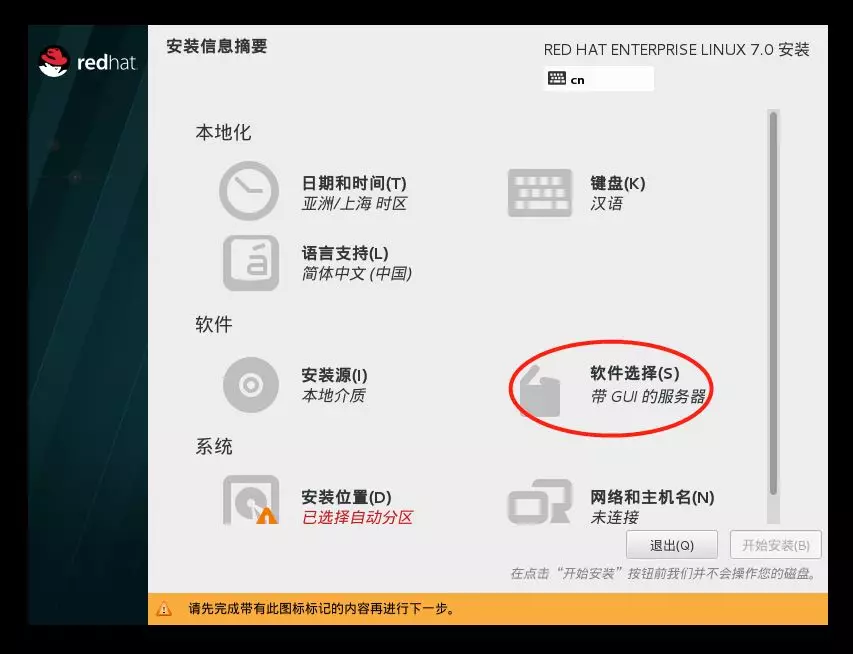 redhat
安装信息摘要
RED HAT ENTERPRISE LINUX 7.0 安装
cn
本地化
日期和时间(T)
亚洲/上海 时区
键盘(K)
汉语
语言支持(L)
简体中文 (中国)
软件
安装源(I)
本地介质
软件选择(S)
带 GUI 的服务器
系统
安装位置(D)
已选择自动分区
网络和主机名(N)
未连接
退出(Q)
开始安装(B)
在点击“开始安装”按钮前我们并不会操作您的磁盘。
请先完成带有此图标标记的内容再进行下一步。